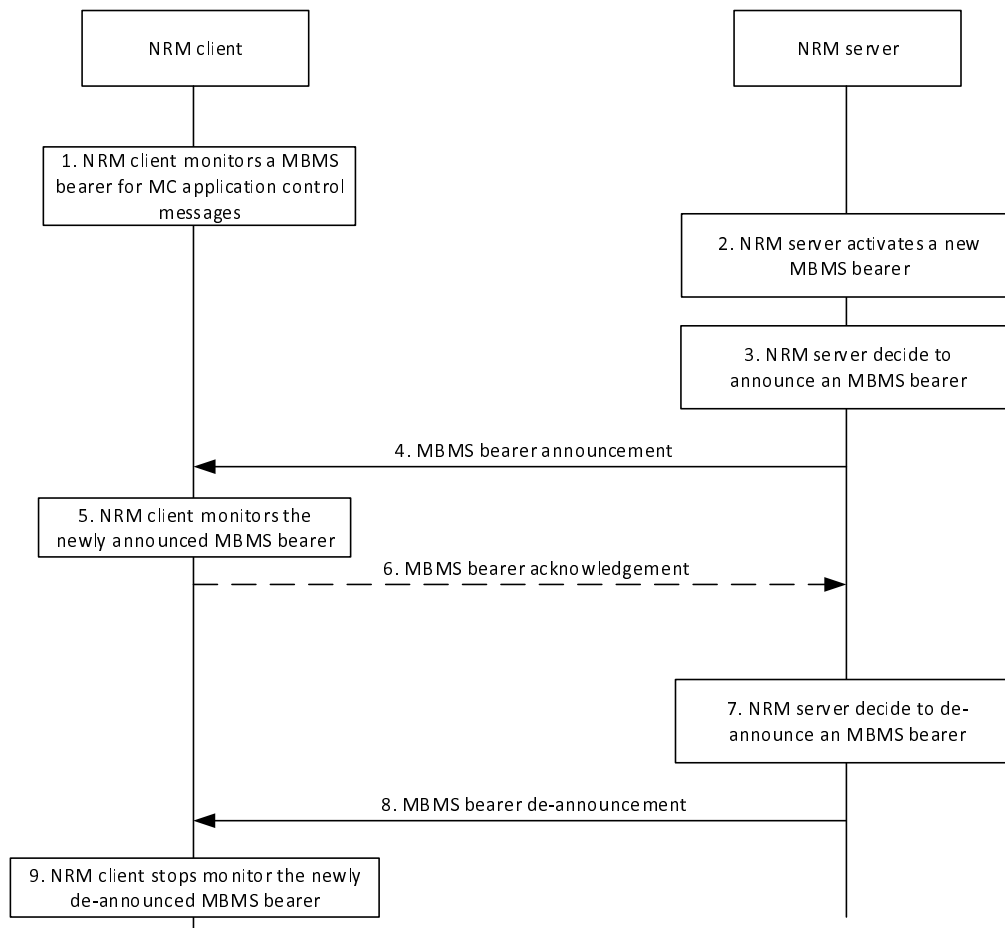 NRM client
NRM server
1. NRM client monitors a MBMS
bearer for MC application control
messages
2. NRM server activates a new
MBMS bearer
3. NRM server decide to
announce an MBMS bearer
4. MBMS bearer announcement
5. NRM client monitors the
newly announced MBMS bearer
6. MBMS bearer acknowledgement
7. NRM server decide to de-
announce an MBMS bearer
8. MBMS bearer de-announcement
9. NRM client stops monitor the newly
de-announced MBMS bearer